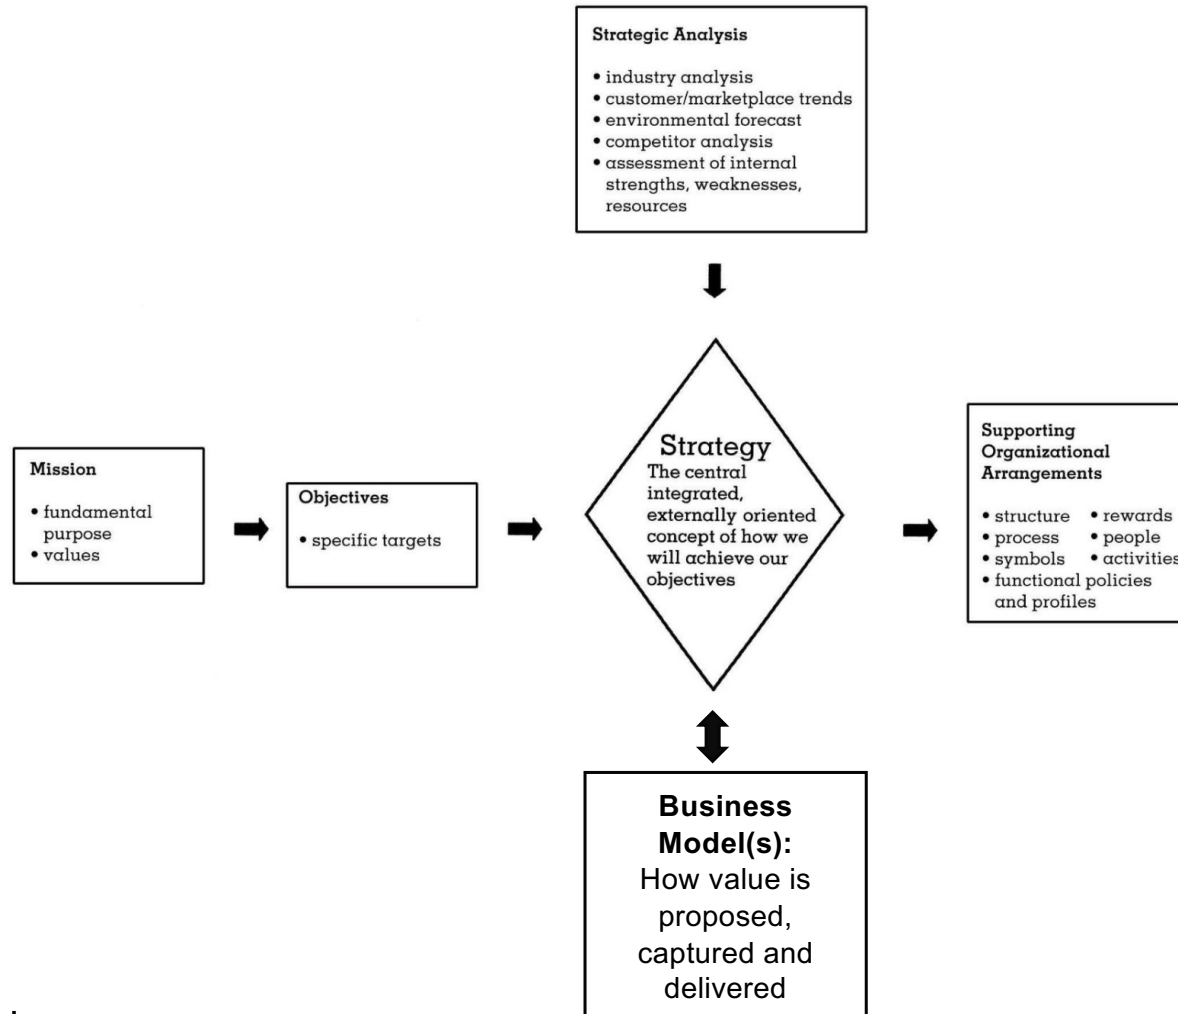 Strategic Analysis
• industry analysis
• customer/marketplace trends
• environmental forecast
• competitor analysis
• assessment of internal
strengths, weaknesses,
resources
Mission
• fundamental
purpose
• values
Objectives
• specific targets
Strategy
The central
integrated,
externally oriented
concept of how we
will achieve our
objectives
Supporting
Organizational
Arrangements
• structure • rewards
• process • people
• symbols • activities
• functional policies
and profiles
Business
Model(s):
How value is
proposed,
captured and
delivered
.